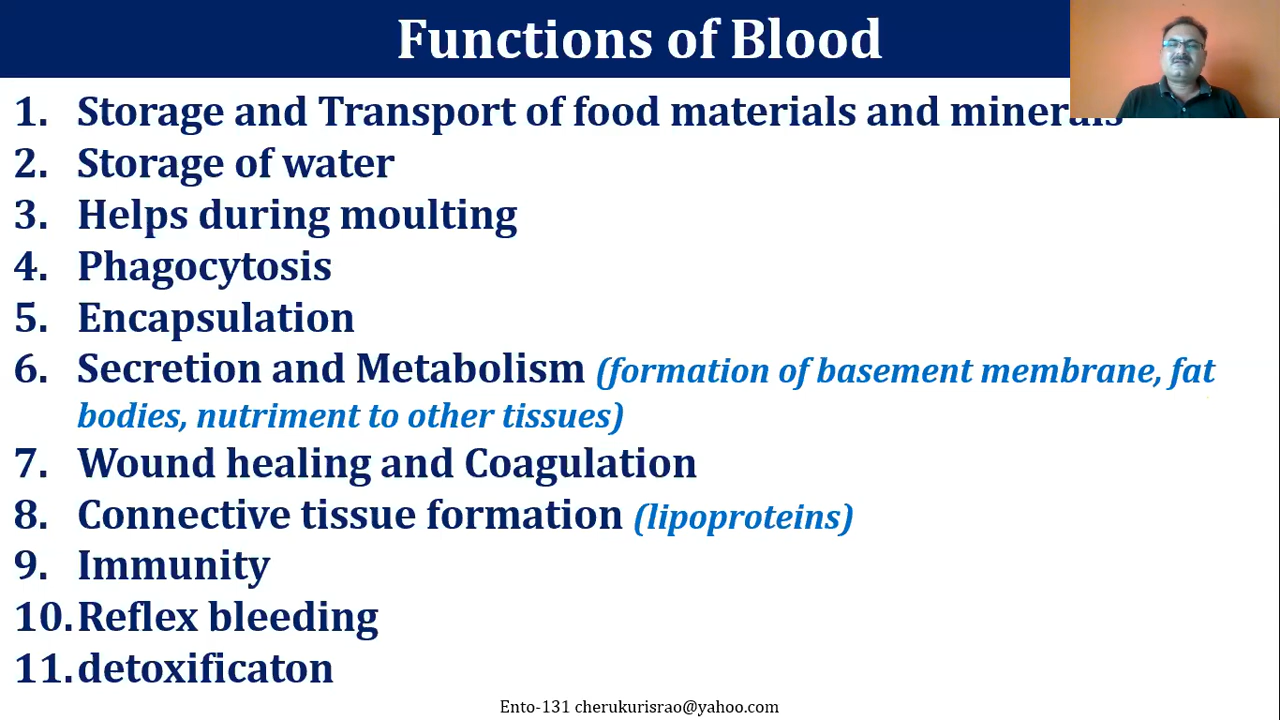 Functions of Blood
1. Storage and Transport of food materials and minerals
2. Storage of water
3. Helps during moulting
4. Phagocytosis
5. Encapsulation
6. Secretion and Metabolism (formation of basement membrane, fat
bodies, nutriment to other tissues)
7. Wound healing and Coagulation
8. Connective tissue formation (lipoproteins)
9. Immunity
10. Reflex bleeding
11. detoxificaton
Ento-131 cherukurisrao@yahoo.com